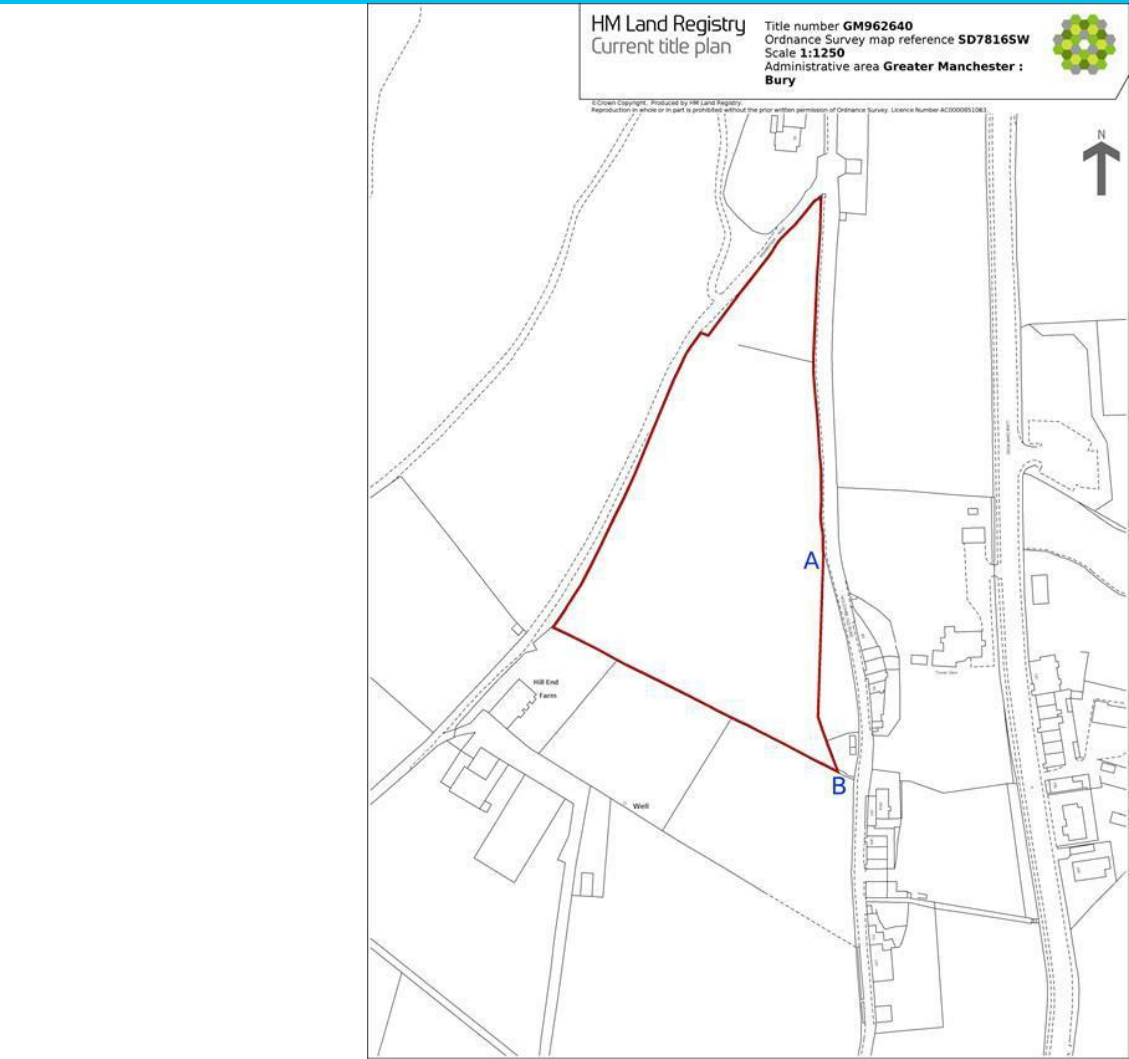 HM Land Registry
Current title plan
Title number GM962640
Ordnance Survey map reference SD7816SW
Scale 1:1250
Administrative area Greater Manchester :
Bury
©Crown Copyright. Produced by HM Land Registry.
Reproduction in whole or in part is prohibited without the prior written permission of Ordnance Survey. Licence Number AC0000851063.
N
A
Hill End
Farm
Tower View
B
Well